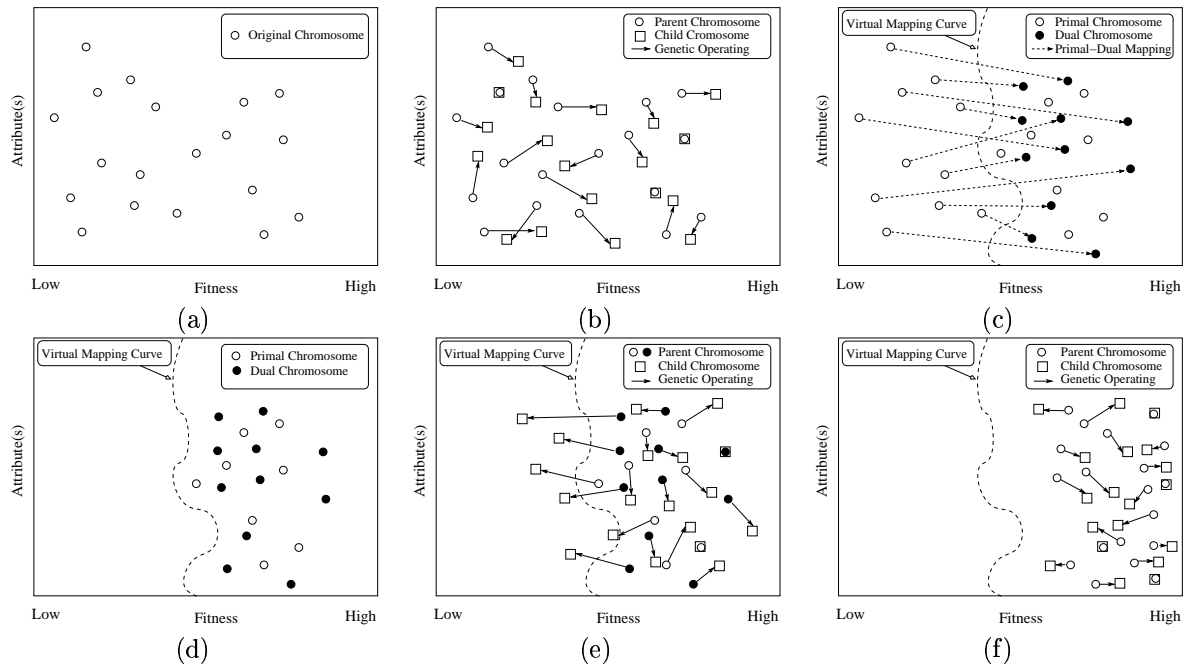 Original Chromosome
Attribute(s)
Low Fitness High
(a)
Parent Chromosome
Child Cromosome
Genetic Operating
Attribute(s)
Low Fitness High
(b)
Virtual Mapping Curve
Primal Chromosome
Dual Chromosome
Primal-Dual Mapping
Attribute(s)
Low Fitness High
(c)
Virtual Mapping Curve
Primal Chromosome
Dual Chromosome
Attribute(s)
Low Fitness High
(d)
Virtual Mapping Curve
Parent Chromosome
Child Chromosome
Genetic Operating
Attribute(s)
Low Fitness High
(e)
Virtual Mapping Curve
Parent Chromosome
Child Chromosome
Genetic Operating
Attribute(s)
Low Fitness High
(f)